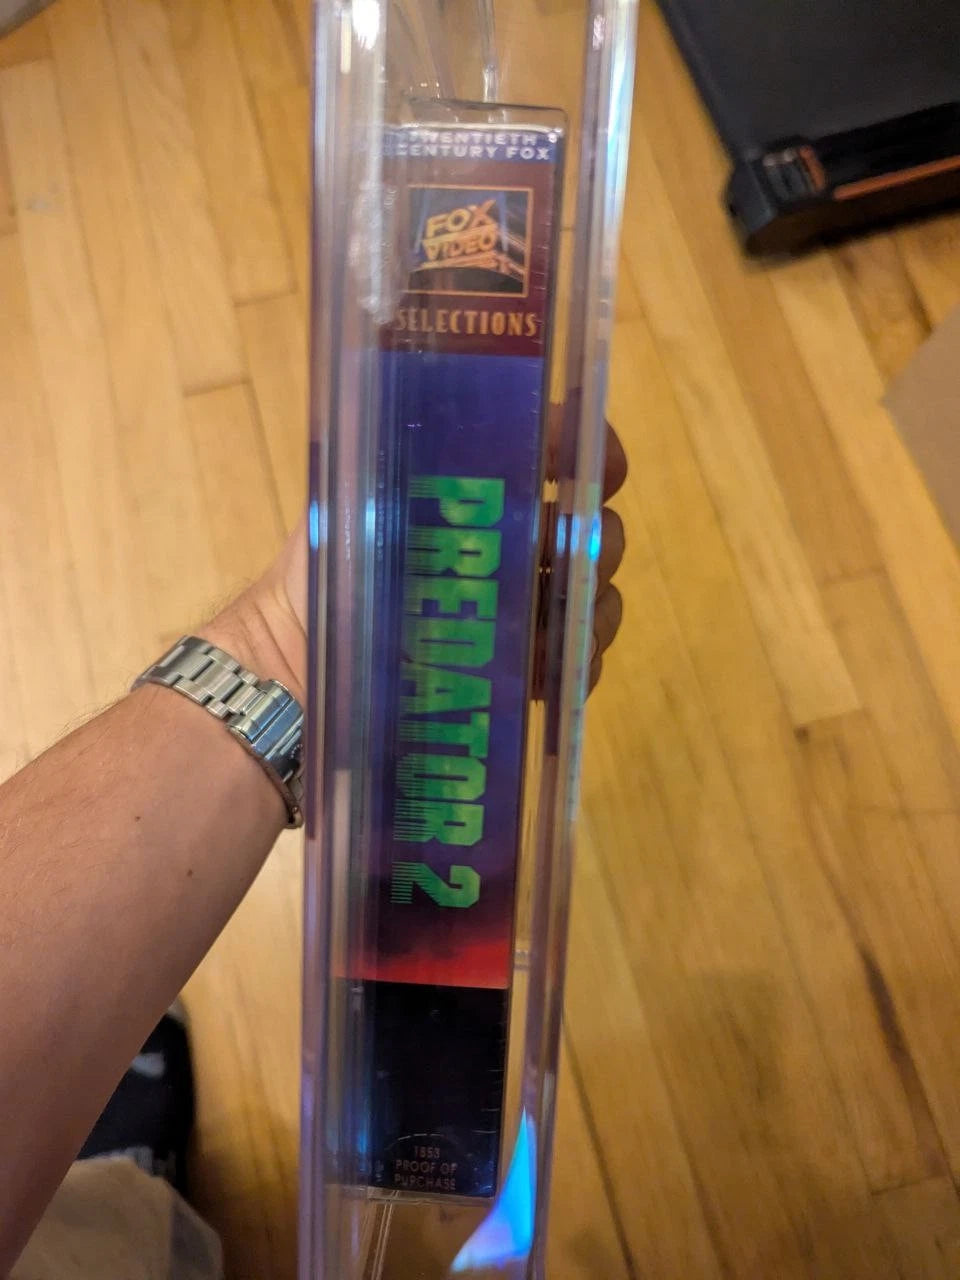 TWENTIETH
CENTURY FOX
FOX
VIDEO
SELECTIONS
PREDATOR 2
1853
PROOF OF
PURCHASE